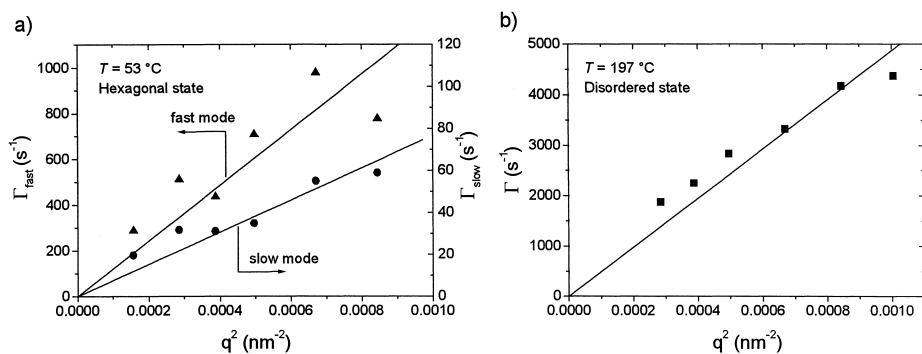 a)
1000
800
600
400
200
0
Γfast (s⁻¹)
T = 53 °C
Hexagonal state
fast mode
slow mode
120
100
80
60
40
20
0
Γslow (s⁻¹)
0.0000 0.0002 0.0004 0.0006 0.0008 0.0010
q² (nm⁻²)
b)
5000
4000
3000
2000
1000
0
Γ (s⁻¹)
T = 197 °C
Disordered state
0.0000 0.0002 0.0004 0.0006 0.0008 0.0010
q² (nm⁻²)